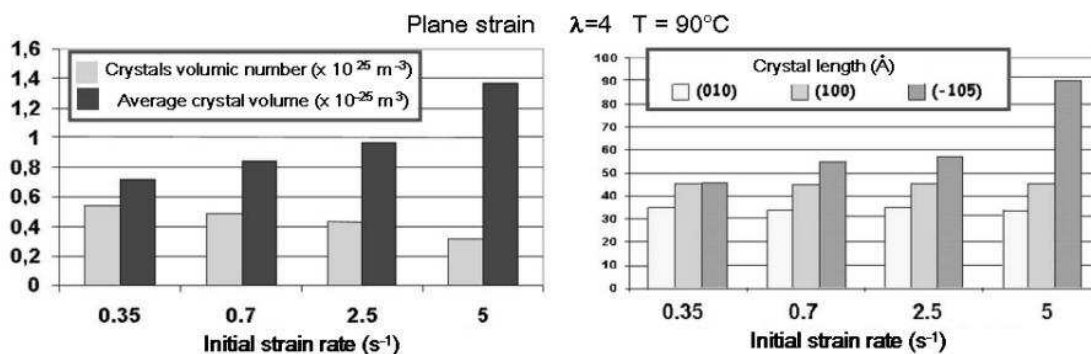 Plane strain λ=4 T = 90°C
1,6
1,4
1,2
1
0,8
0,6
0,4
0,2
0
Crystals volumic number (x 10 25 m -3)
Average crystal volume (x 10-25 m 3)
0.35 0.7 2.5 5
Initial strain rate (s-1)
100
90
80
70
60
50
40
30
20
10
0
Crystal length (Å)
(010) (100) (-105)
0.35 0.7 2.5 5
Initial strain rate (s-1)